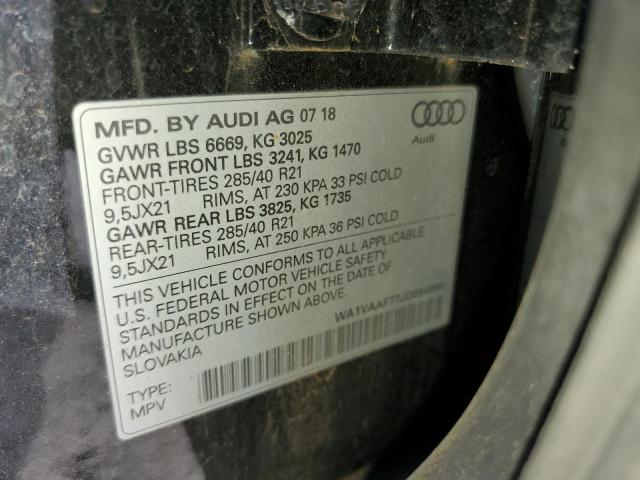 MFD. BY AUDI AG 07 18
Audi
GVWR LBS 6669, KG 3025
GAWR FRONT LBS 3241, KG 1470
FRONT-TIRES 285/40 R21
9,5JX21 RIMS, AT 230 KPA 33 PSI COLD
GAWR REAR LBS 3825, KG 1735
REAR-TIRES 285/40 R21
9,5JX21 RIMS, AT 250 KPA 36 PSI COLD
THIS VEHICLE CONFORMS TO ALL APPLICABLE
U.S. FEDERAL MOTOR VEHICLE SAFETY
STANDARDS IN EFFECT ON THE DATE OF
MANUFACTURE SHOWN ABOVE.
SLOVAKIA
TYPE:
MPV